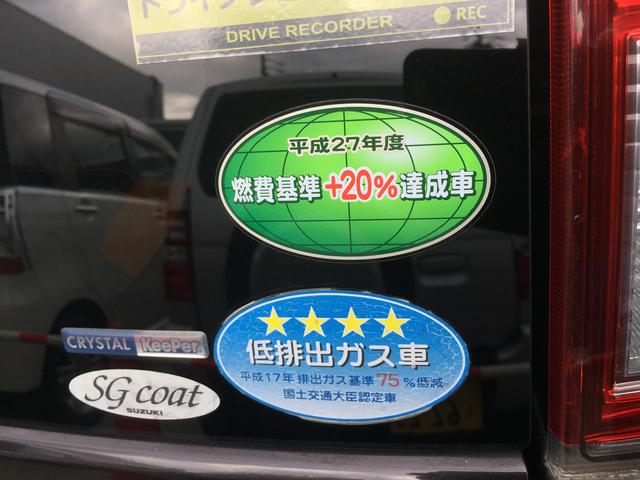 DRIVE RECORDER
REC
平成27年度
燃費基準+20%達成車
低排出ガス車
平成17年 排出ガス基準75%低減
国土交通大臣認定車
CRYSTAL KeePer
SG coat
SUZUKI